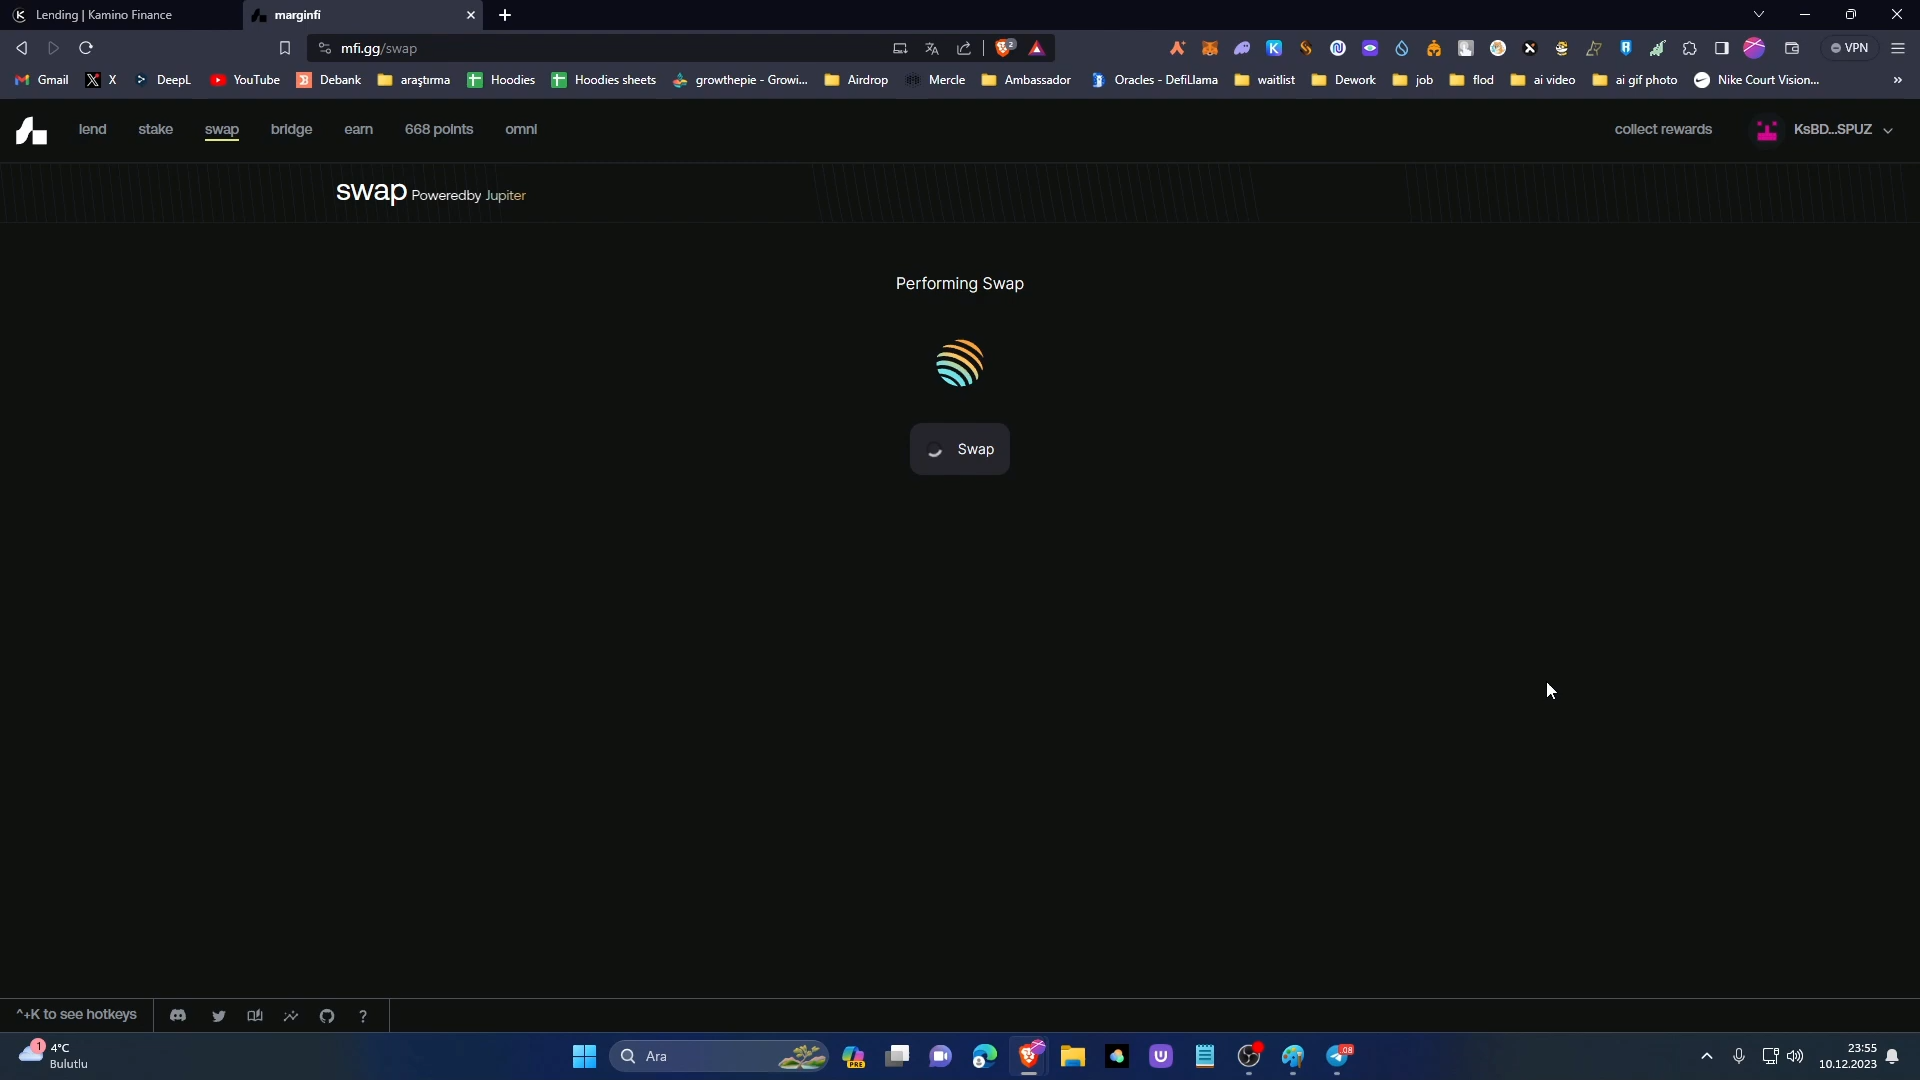 Lending | Kamino Finance
marginfi
mfi.gg/swap
2
VPN
Gmail X DeepL YouTube Debank araştırma Hoodies Hoodies sheets growthepie - Growi... Airdrop Mercle Ambassador Oracles - DefiLlama waitlist Dework job flod ai video ai gif photo Nike Court Vision... »
lend stake swap bridge earn 668 points omni collect rewards KsBD...SPUZ
swap Poweredby Jupiter
Performing Swap
Swap
^+K to see hotkeys
1 4°C
Bulutlu
Ara
PRE
23:55
10.12.2023